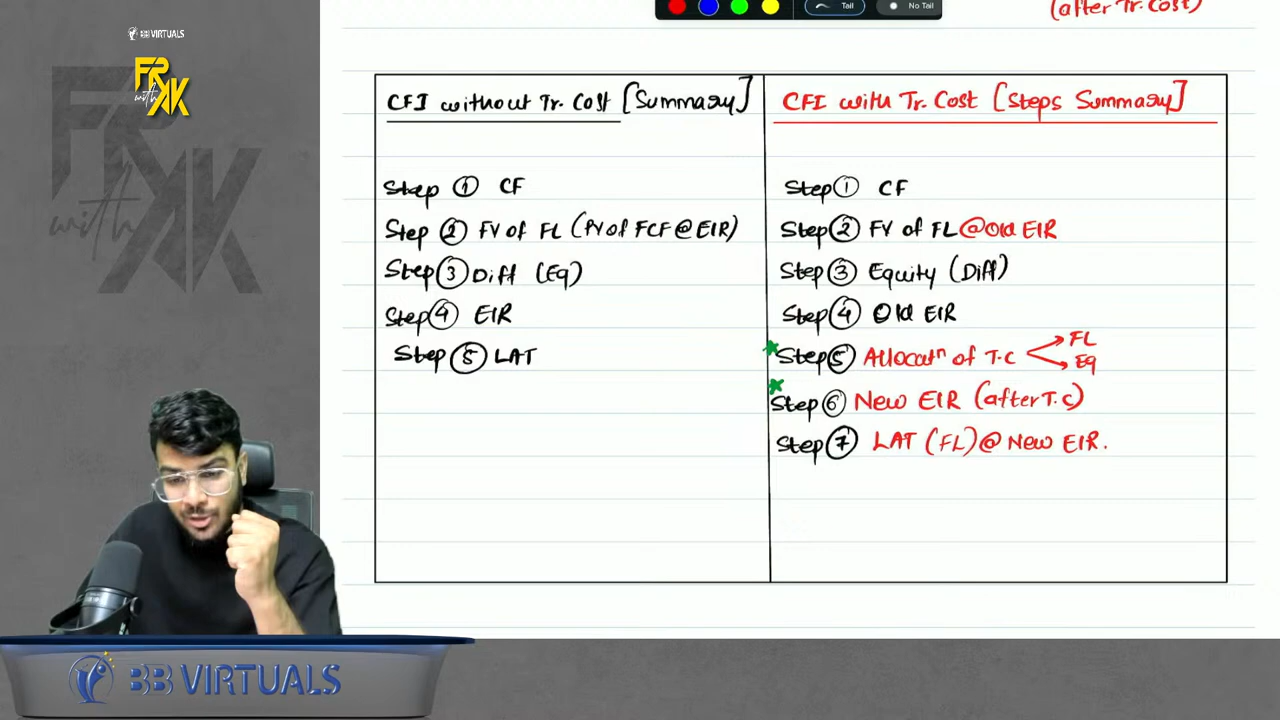 BB VIRTUALS
FR
with
AK
Tail
No Tail
(after Tr. Cost)
CFI without Tr. Cost [Summary]
Step ① CF
Step ② FV of FL (PV of FCF @ EIR)
Step ③ Diff (Eq)
Step ④ EIR
Step ⑤ LAT
CFI with Tr. Cost [Steps Summary]
Step ① CF
Step ② FV of FL @ Old EIR
Step ③ Equity (Diff)
Step ④ Old EIR
Step ⑤ Allocatⁿ of T.C
FL
Eq
Step ⑥ New EIR (after T.C)
Step ⑦ LAT (FL) @ New EIR.
BB VIRTUALS